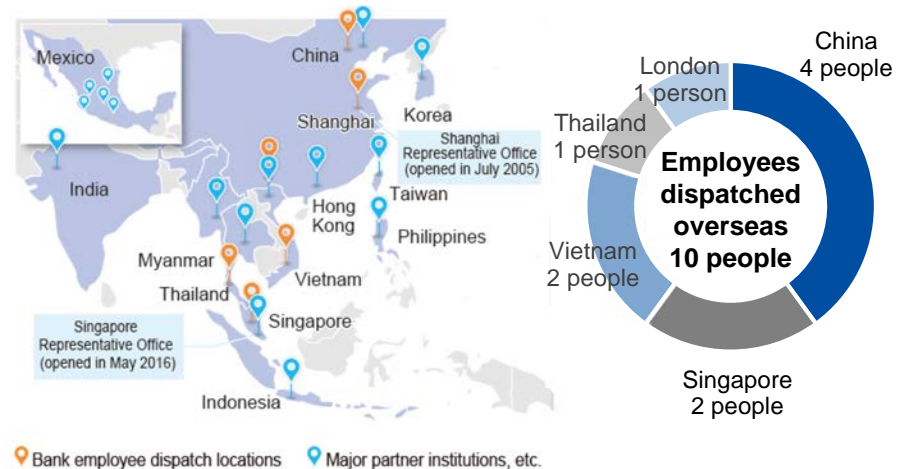 Mexico
China
Korea
Shanghai
Shanghai
Representative Office
(opened in July 2005)
India
Taiwan
Hong
Kong
Philippines
Myanmar
Vietnam
Thailand
Singapore
Singapore
Representative Office
(opened in May 2016)
Indonesia
Bank employee dispatch locations
Major partner institutions, etc.
China
4 people
London
1 person
Thailand
1 person
Employees
dispatched
overseas
10 people
Vietnam
2 people
Singapore
2 people